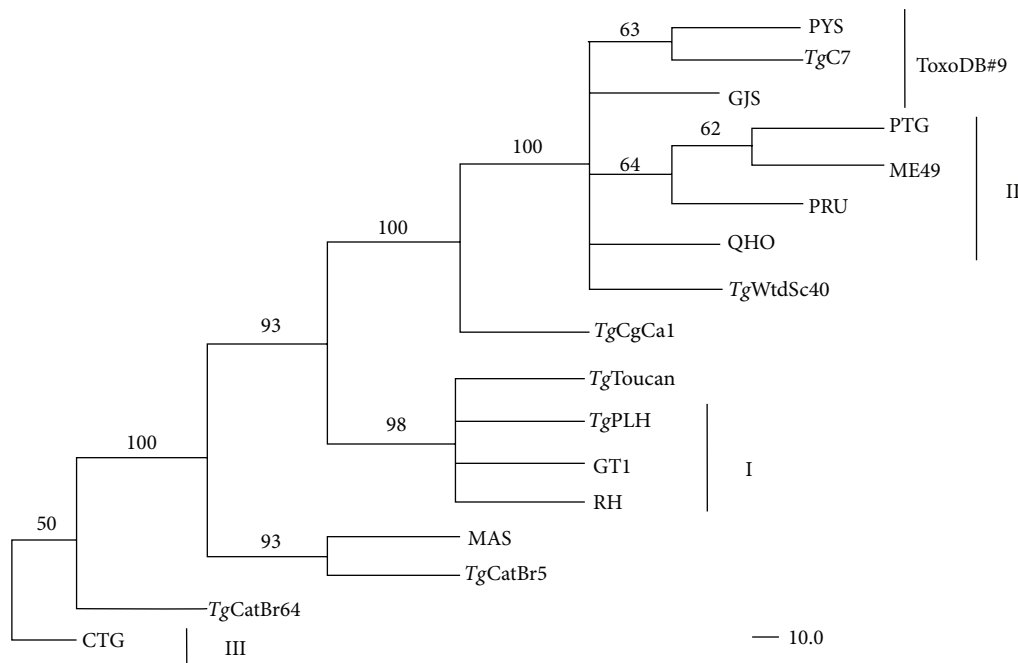 63
PYS
TgC7
ToxoDB#9
GJS
62
PTG
100
64
ME49
II
PRU
100
QHO
TgWtdSc40
93
TgCgCa1
TgToucan
98
TgPLH
100
GT1
I
RH
50
93
MAS
TgCatBr5
TgCatBr64
CTG
III
10.0